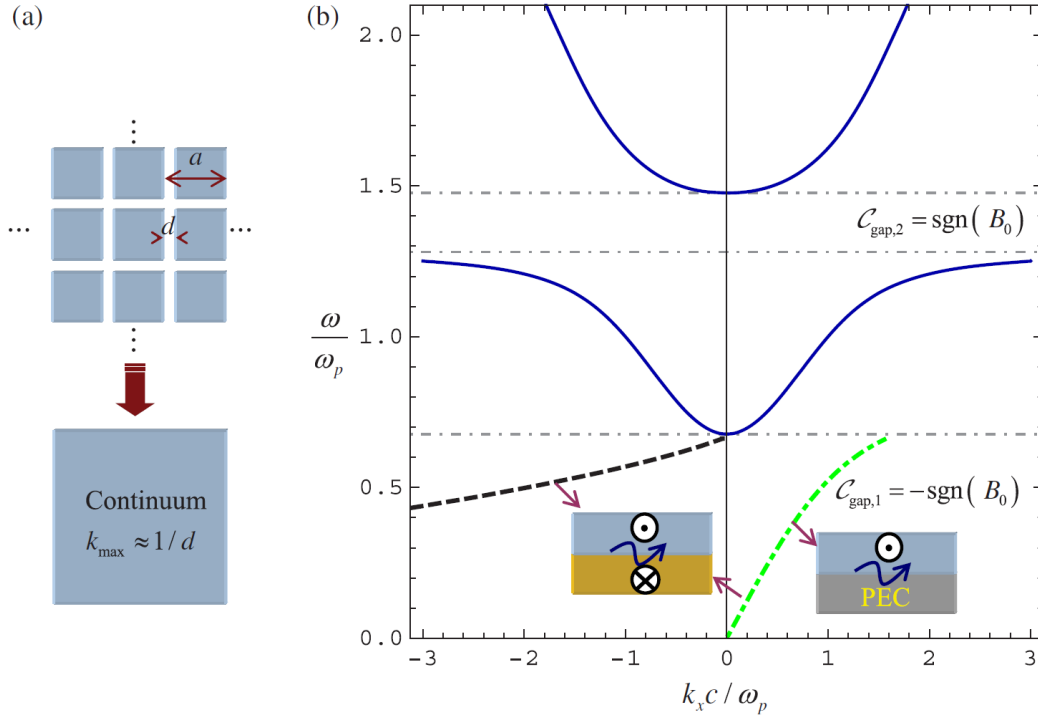 (a)
⋮
a
d
... ...
⋮
Continuum
k_max ≈ 1/d
(b)
2.0
1.5
𝒞_gap,2 = sgn( B_0 )
ω/ω_p
1.0
0.5
𝒞_gap,1 = −sgn( B_0 )
PEC
0.0
−3 −2 −1 0 1 2 3
k_x c / ω_p